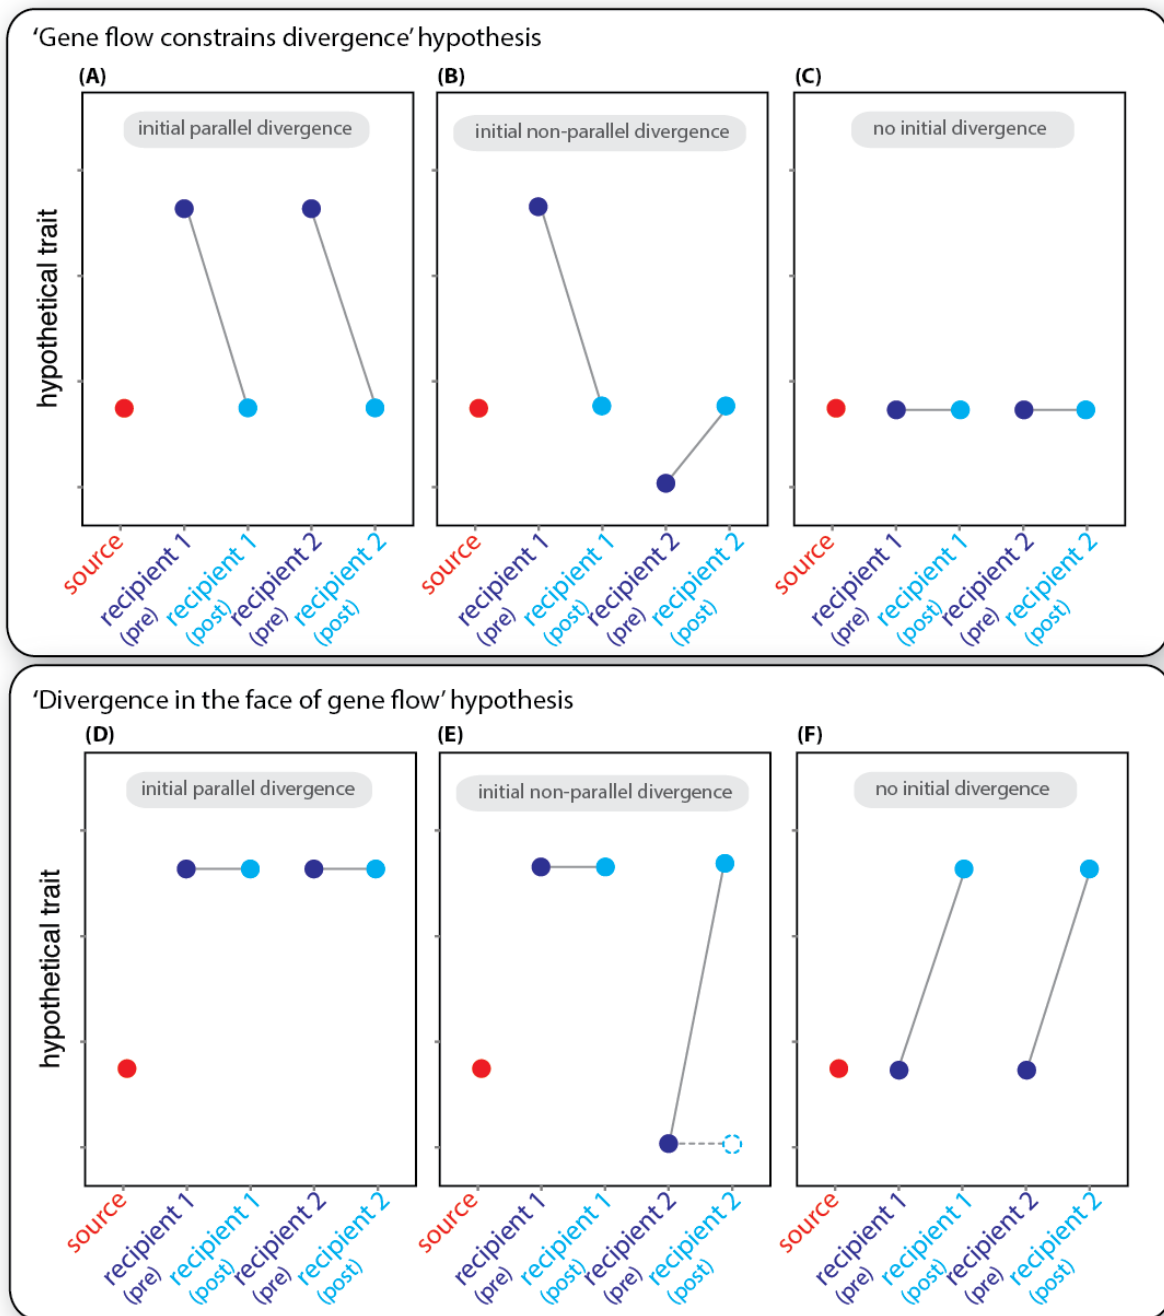 ‘Gene flow constrains divergence’ hypothesis
(A)
(B)
(C)
initial parallel divergence
initial non-parallel divergence
no initial divergence
hypothetical trait
source
recipient 1
(pre)
recipient 1
(post)
recipient 2
(pre)
recipient 2
(post)
source
recipient 1
(pre)
recipient 1
(post)
recipient 2
(pre)
recipient 2
(post)
source
recipient 1
(pre)
recipient 1
(post)
recipient 2
(pre)
recipient 2
(post)
‘Divergence in the face of gene flow’ hypothesis
(D)
(E)
(F)
initial parallel divergence
initial non-parallel divergence
no initial divergence
hypothetical trait
source
recipient 1
(pre)
recipient 1
(post)
recipient 2
(pre)
recipient 2
(post)
source
recipient 1
(pre)
recipient 1
(post)
recipient 2
(pre)
recipient 2
(post)
source
recipient 1
(pre)
recipient 1
(post)
recipient 2
(pre)
recipient 2
(post)